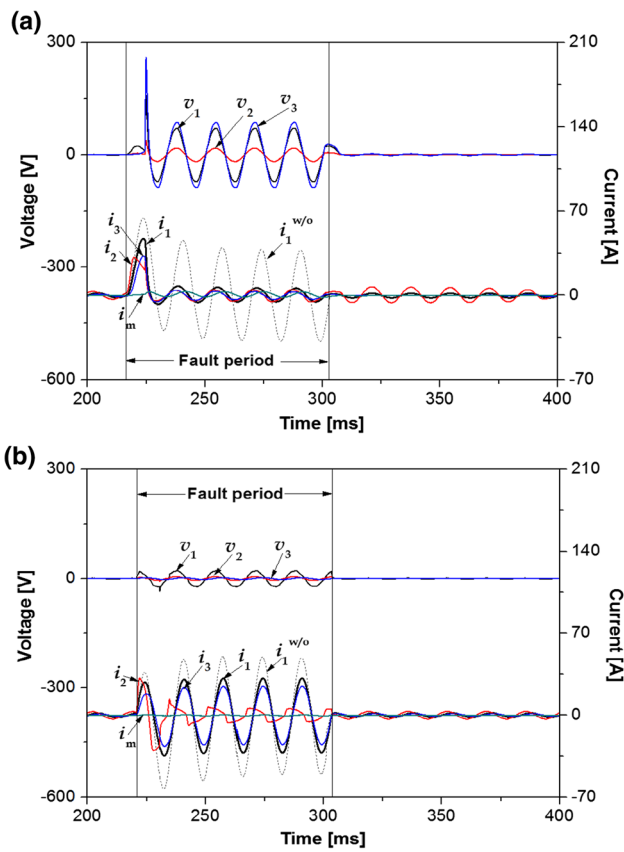 (a)
300
0
-300
-600
Voltage [V]
210
140
70
0
-70
Current [A]
v1
v2
v3
i3
i1
i2
im
i1 w/o
Fault period
200
250
300
350
400
Time [ms]
(b)
300
0
-300
-600
Voltage [V]
210
140
70
0
-70
Current [A]
Fault period
v1
v2
v3
i2
i3
i1
i1 w/o
im
200
250
300
350
400
Time [ms]